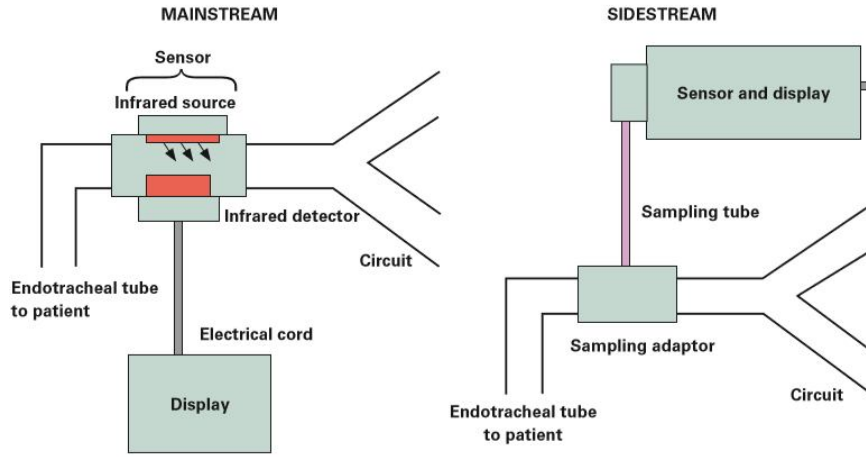 MAINSTREAM
Sensor
Infrared source
Infrared detector
Circuit
Endotracheal tube
to patient
Electrical cord
Display
SIDESTREAM
Sensor and display
Sampling tube
Sampling adaptor
Circuit
Endotracheal tube
to patient